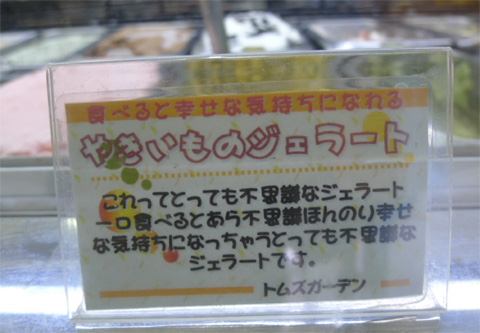 食べると幸せな気持ちになれる
やきいものジェラート
これってとっても不思議なジェラート
一口食べるとあら不思議ほんのり幸せ
な気持ちになっちゃうとっても不思議な
ジェラートです。
トムズガーデン